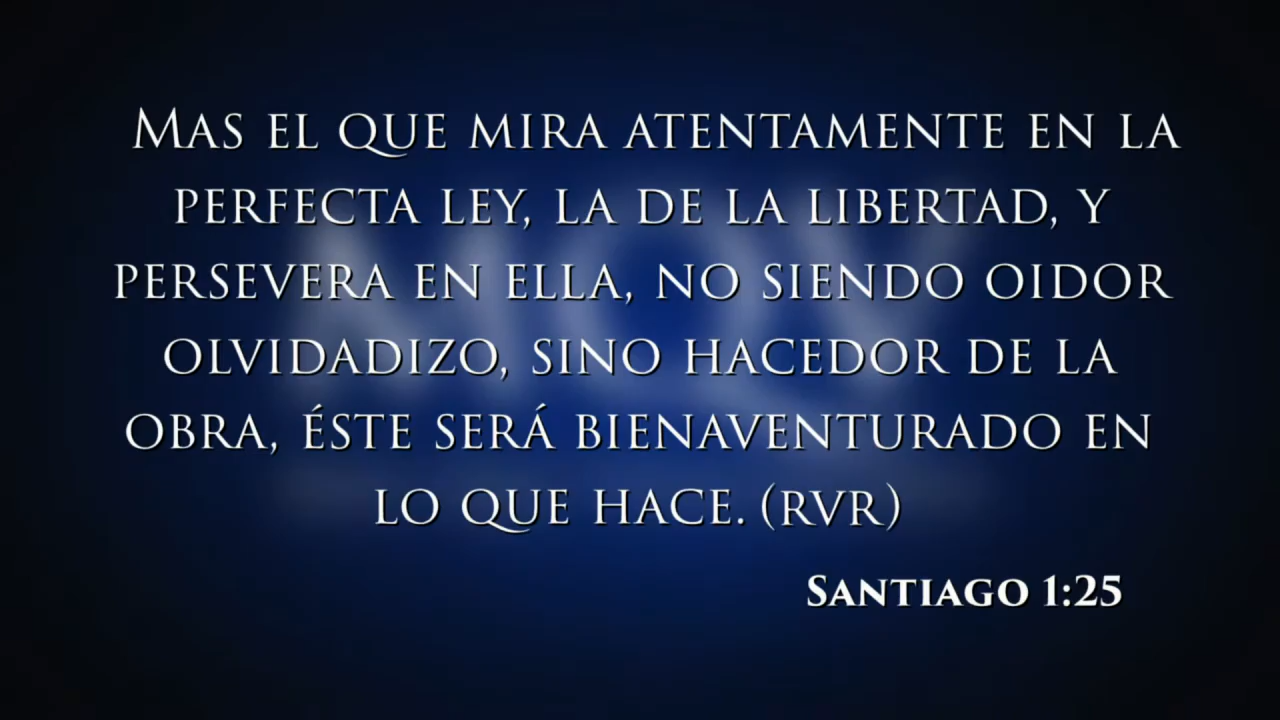 Mas el que mira atentamente en la
perfecta ley, la de la libertad, y
persevera en ella, no siendo oidor
olvidadizo, sino hacedor de la
obra, éste será bienaventurado en
lo que hace. (RVR)
Santiago 1:25